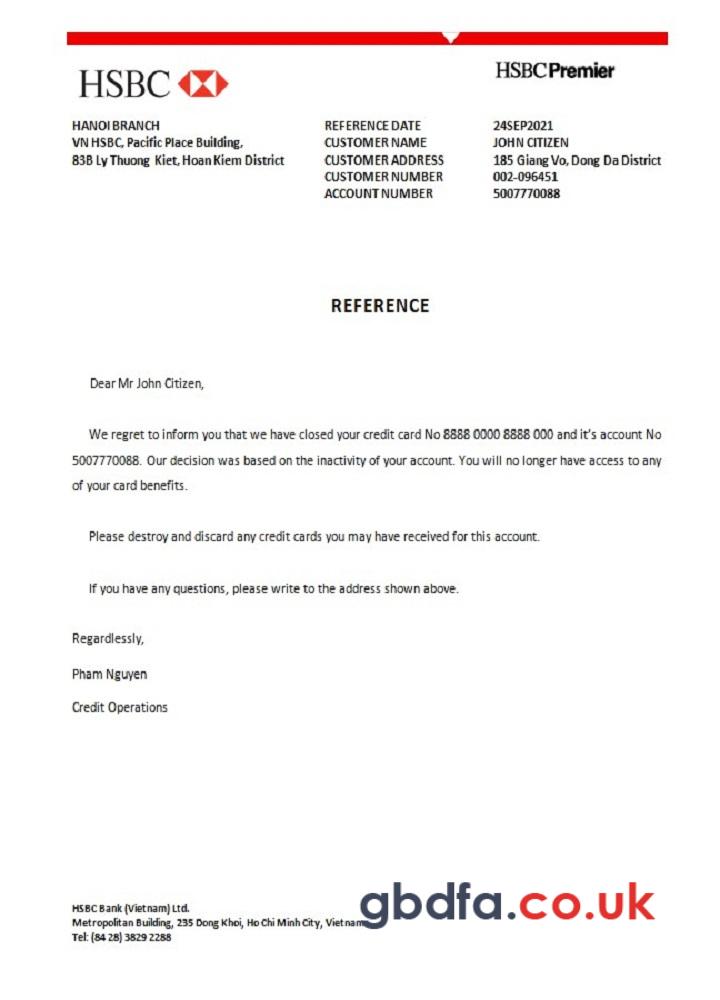 HSBC
HSBC Premier
HANOI BRANCH
VN HSBC, Pacific Place Building,
83B Ly Thuong Kiet, Hoan Kiem District
REFERENCE DATE 24SEP2021
CUSTOMER NAME JOHN CITIZEN
CUSTOMER ADDRESS 185 Giang Vo, Dong Da District
CUSTOMER NUMBER 002-096451
ACCOUNT NUMBER 5007770088
REFERENCE
Dear Mr John Citizen,
We regret to inform you that we have closed your credit card No 8888 0000 8888 000 and it's account No
5007770088. Our decision was based on the inactivity of your account. You will no longer have access to any
of your card benefits.
Please destroy and discard any credit cards you may have received for this account.
If you have any questions, please write to the address shown above.
Regardlessly,
Pham Nguyen
Credit Operations
HSBC Bank (Vietnam) Ltd.
Metropolitan Building, 235 Dong Khoi, Ho Chi Minh City, Vietnam
Tel: (84 28) 3829 2288
gbdfa.co.uk